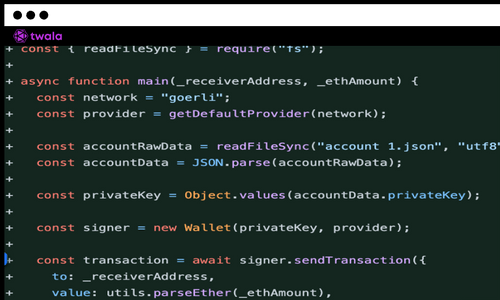 twala
+ const { readFileSync } = require("fs");
+
+ async function main(_receiverAddress, _ethAmount) {
+ const network = "goerli";
+ const provider = getDefaultProvider(network);
+
+ const accountRawData = readFileSync("account 1.json", "utf8"
+ const accountData = JSON.parse(accountRawData);
+
+ const privateKey = Object.values(accountData.privateKey);
+
+ const signer = new Wallet(privateKey, provider);
+
+ const transaction = await signer.sendTransaction({
+ to: _receiverAddress,
+ value: utils.parseEther(_ethAmount),